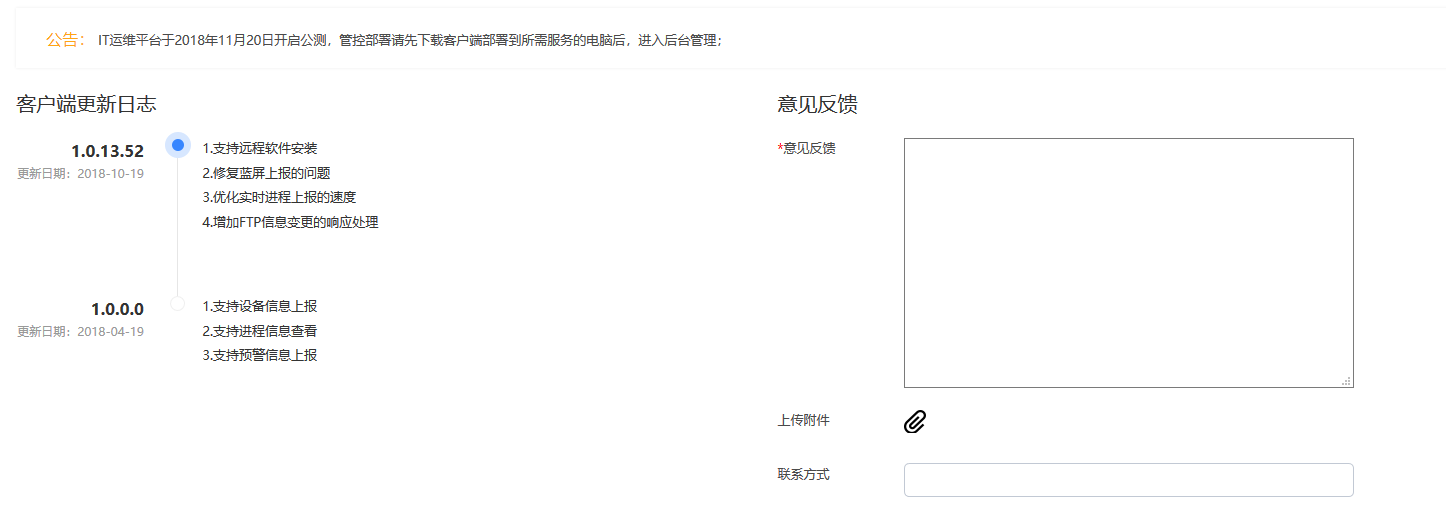 公告： IT运维平台于2018年11月20日开启公测，管控部署请先下载客户端部署到所需服务的电脑后，进入后台管理；
客户端更新日志
1.0.13.52
更新日期：2018-10-19
1.支持远程软件安装
2.修复蓝屏上报的问题
3.优化实时进程上报的速度
4.增加FTP信息变更的响应处理
1.0.0.0
更新日期：2018-04-19
1.支持设备信息上报
2.支持进程信息查看
3.支持预警信息上报
意见反馈
*意见反馈
上传附件
联系方式